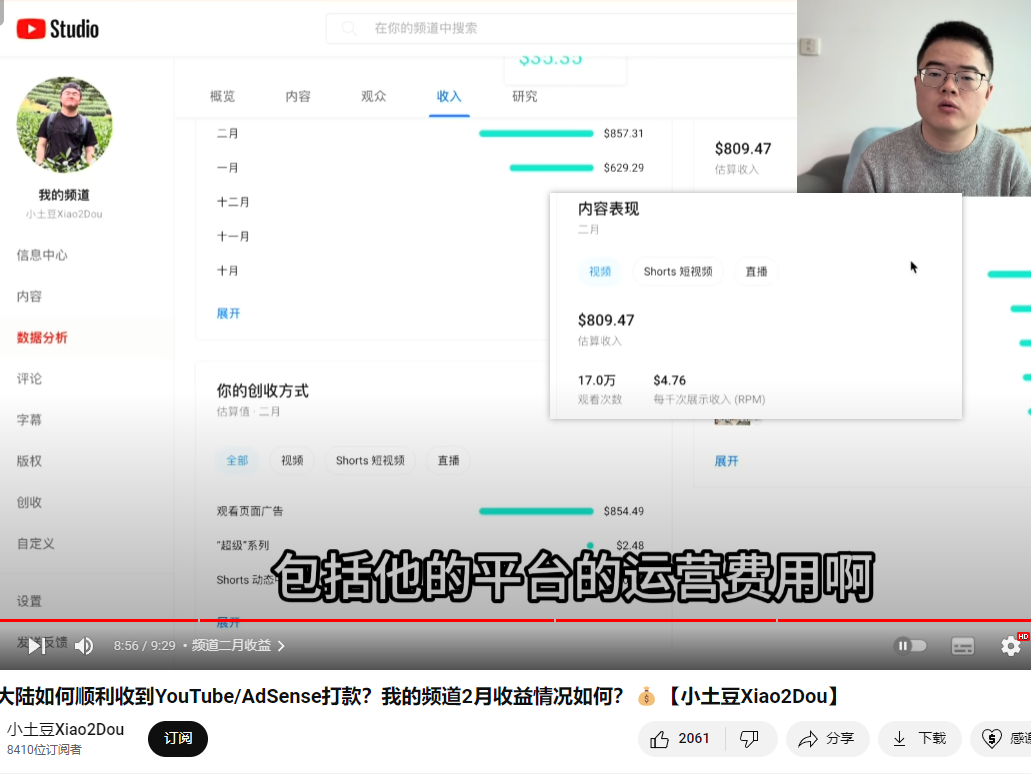 Studio
在你的频道中搜索
$35.35
概览 内容 观众 收入 研究
我的频道
小土豆Xiao2Dou
信息中心
内容
数据分析
评论
字幕
版权
创收
自定义
设置
发送反馈
二月 $857.31
一月 $629.29
十二月
十一月
十月
展开
$809.47
估算收入
内容表现
二月
视频 Shorts 短视频 直播
$809.47
估算收入
17.0万 $4.76
观看次数 每千次展示收入 (RPM)
展开
你的创收方式
估算值 · 二月
全部 视频 Shorts 短视频 直播
观看页面广告 $854.49
“超级”系列 $2.48
Shorts 动态
展开
包括他的平台的运营费用啊
8:56 / 9:29 • 频道二月收益
HD
大陆如何顺利收到YouTube/AdSense打款？我的频道2月收益情况如何？💰【小土豆Xiao2Dou】
小土豆Xiao2Dou
8410位订阅者
订阅
2061 分享 下载 感谢